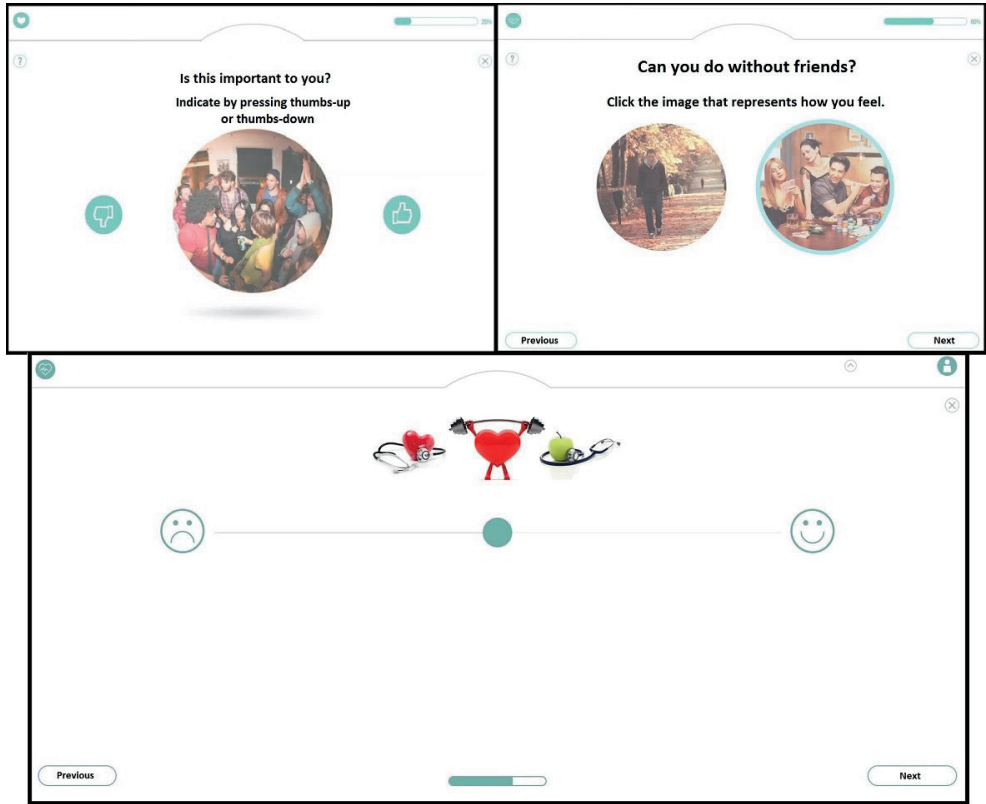 ?
Is this important to you?
Indicate by pressing thumbs-up
or thumbs-down
?
Can you do without friends?
Click the image that represents how you feel.
Previous
Next
Previous
Next